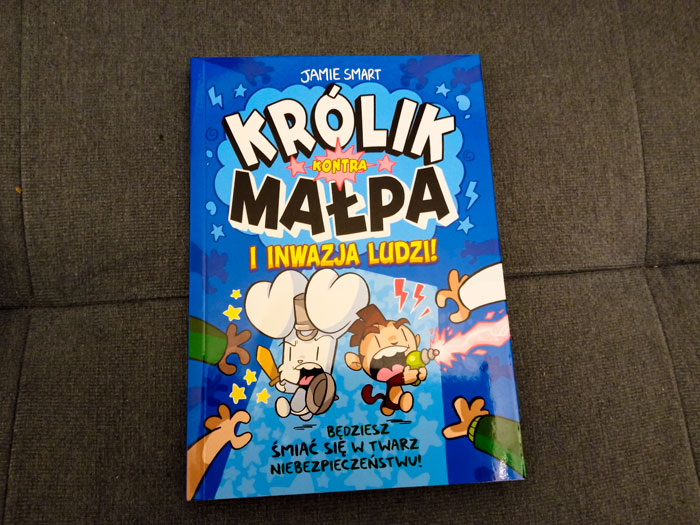 JAMIE SMART
KRÓLIK
KONTRA
MAŁPA
I INWAZJA LUDZI!
BĘDZIESZ
ŚMIAĆ SIĘ W TWARZ
NIEBEZPIECZEŃSTWU!